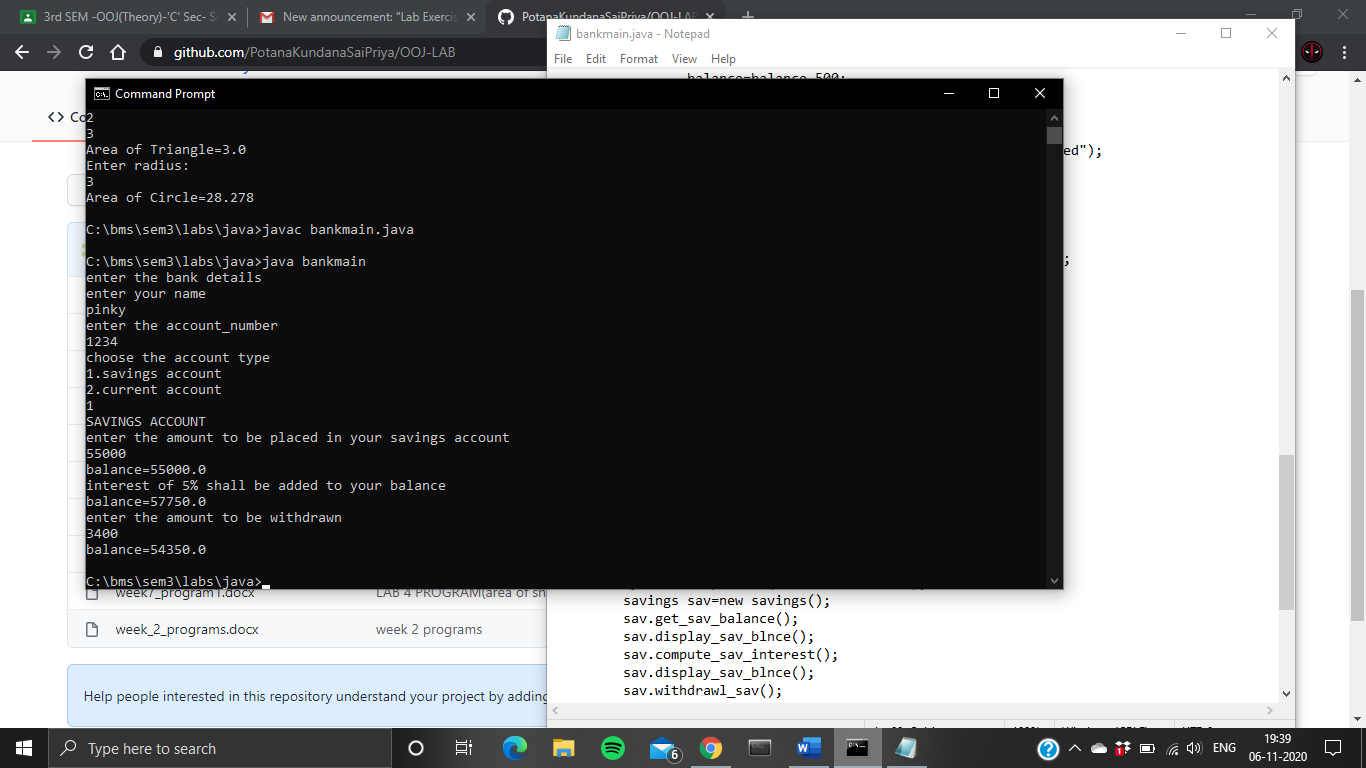 3rd SEM -OOJ(Theory)-'C' Sec- S
New announcement: "Lab Exercis
PotanaKundanaSaiPriya/OOJ-LAB
github.com/PotanaKundanaSaiPriya/OOJ-LAB
bankmain.java - Notepad
File Edit Format View Help
balance=balance-500;
ed");
;
<> Co
Command Prompt
2
3
Area of Triangle=3.0
Enter radius:
3
Area of Circle=28.278
C:\bms\sem3\labs\java>javac bankmain.java
C:\bms\sem3\labs\java>java bankmain
enter the bank details
enter your name
pinky
enter the account_number
1234
choose the account type
1.savings account
2.current account
1
SAVINGS ACCOUNT
enter the amount to be placed in your savings account
55000
balance=55000.0
interest of 5% shall be added to your balance
balance=57750.0
enter the amount to be withdrawn
3400
balance=54350.0
C:\bms\sem3\labs\java>
week7_program1.docx LAB 4 PROGRAM(area of sh
week_2_programs.docx week 2 programs
Help people interested in this repository understand your project by adding
savings sav=new savings();
sav.get_sav_balance();
sav.display_sav_blnce();
sav.compute_sav_interest();
sav.display_sav_blnce();
sav.withdrawl_sav();
Type here to search
6
1
ENG
19:39
06-11-2020